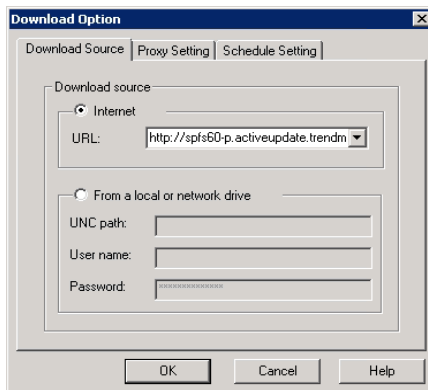 Download Option
Download Source Proxy Setting Schedule Setting
Download source
Internet
URL: http://spfs60-p.activeupdate.trendm
From a local or network drive
UNC path:
User name:
Password: **************
OK Cancel Help